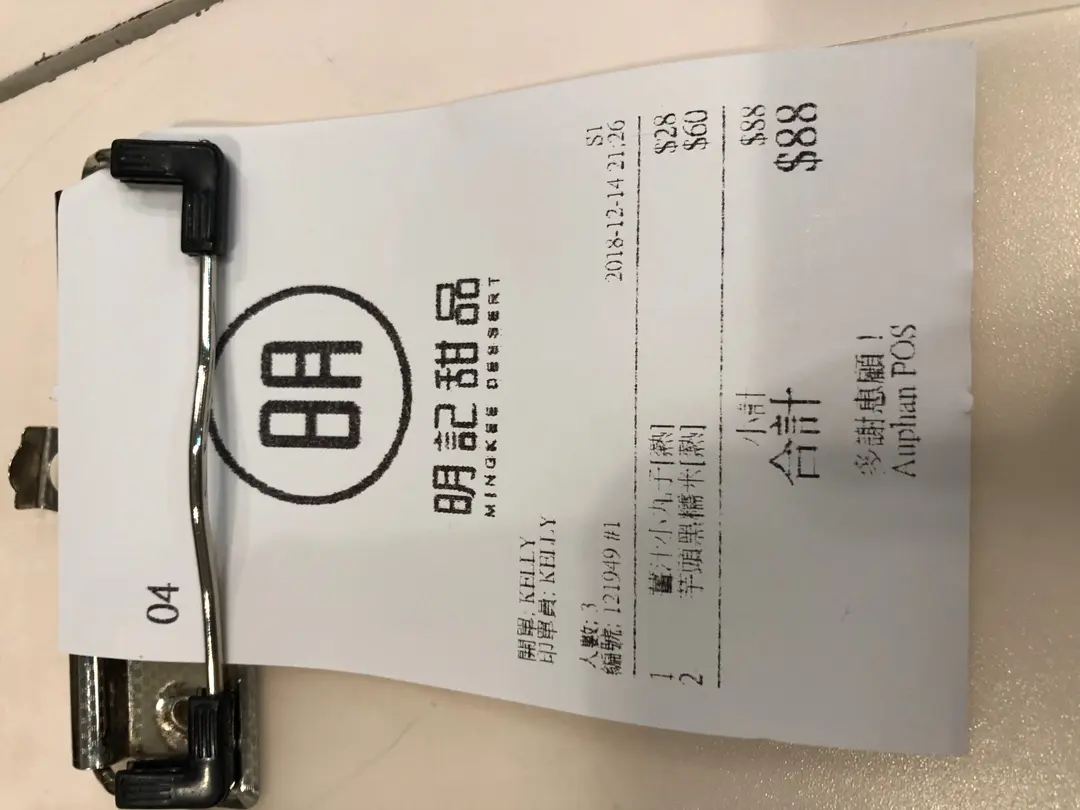 04
明
明記甜品
MINGKEE DESSERT
開單: KELLY
印單員: KELLY
人數: 3 S1
編號: 121949 #1 2018-12-14 21:26
1 薑汁小丸子[熱] $28
2 芋頭黑糯米[熱] $60
小計 $88
合計 $88
多謝惠顧!
Auphan POS